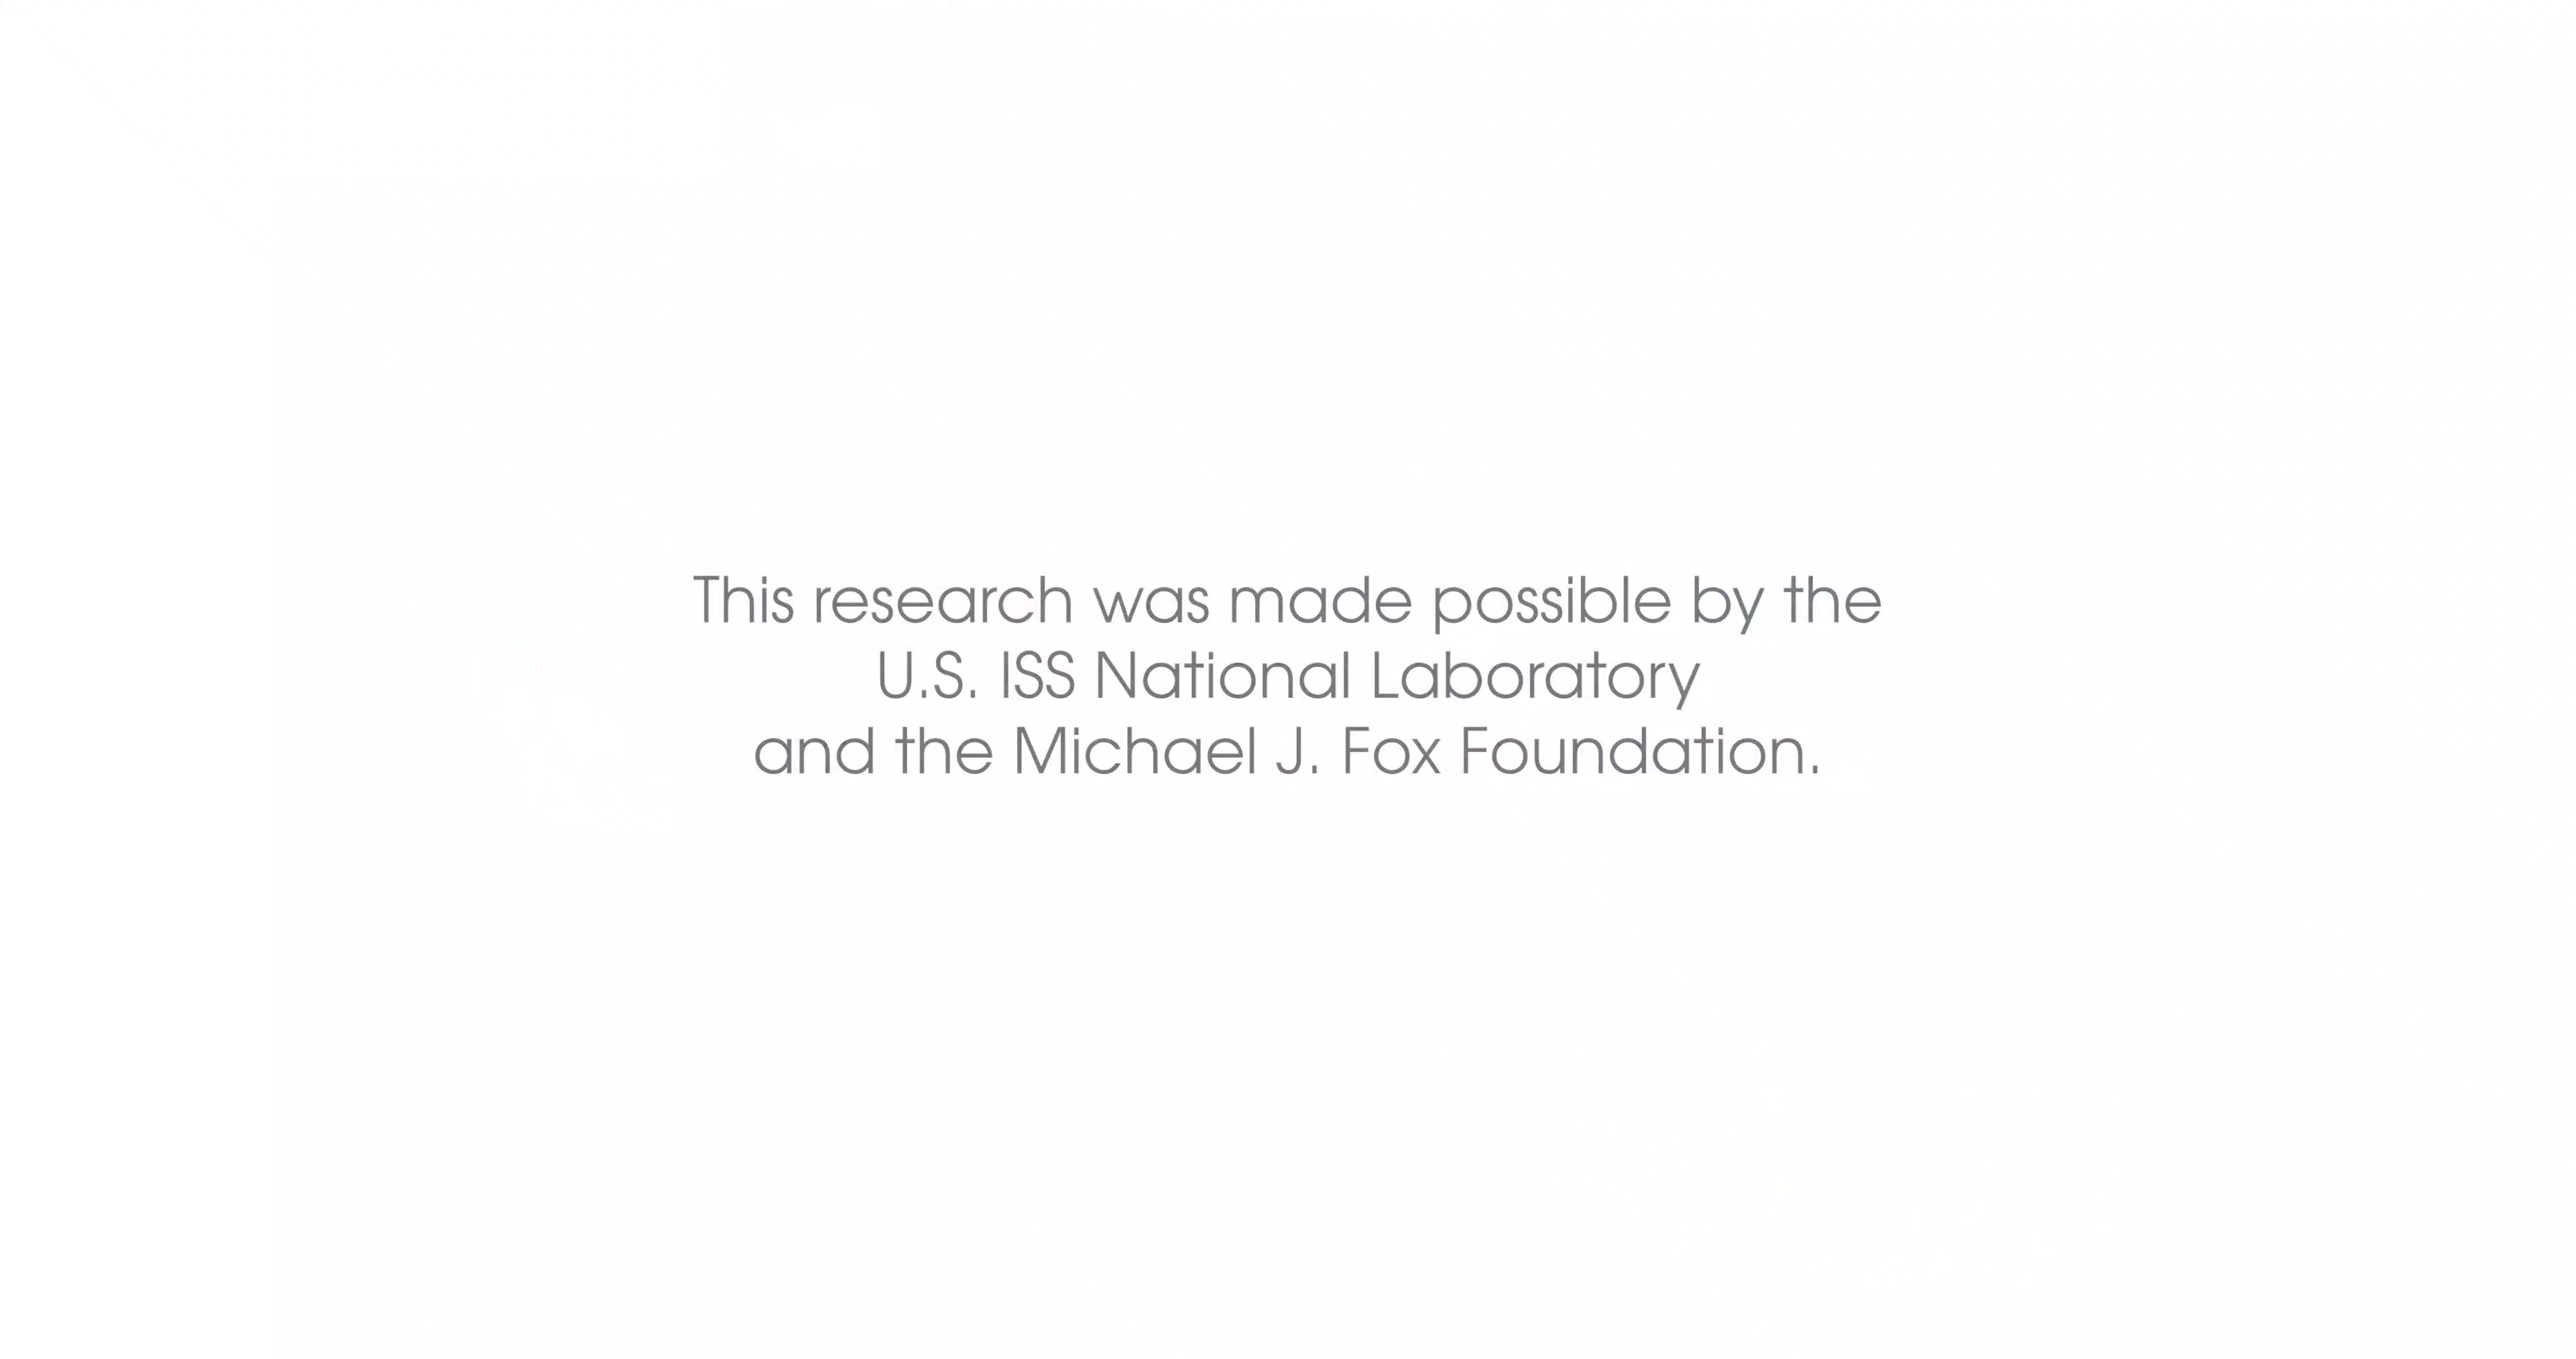 This research was made possible by the
U.S. ISS National Laboratory
and the Michael J. Fox Foundation.